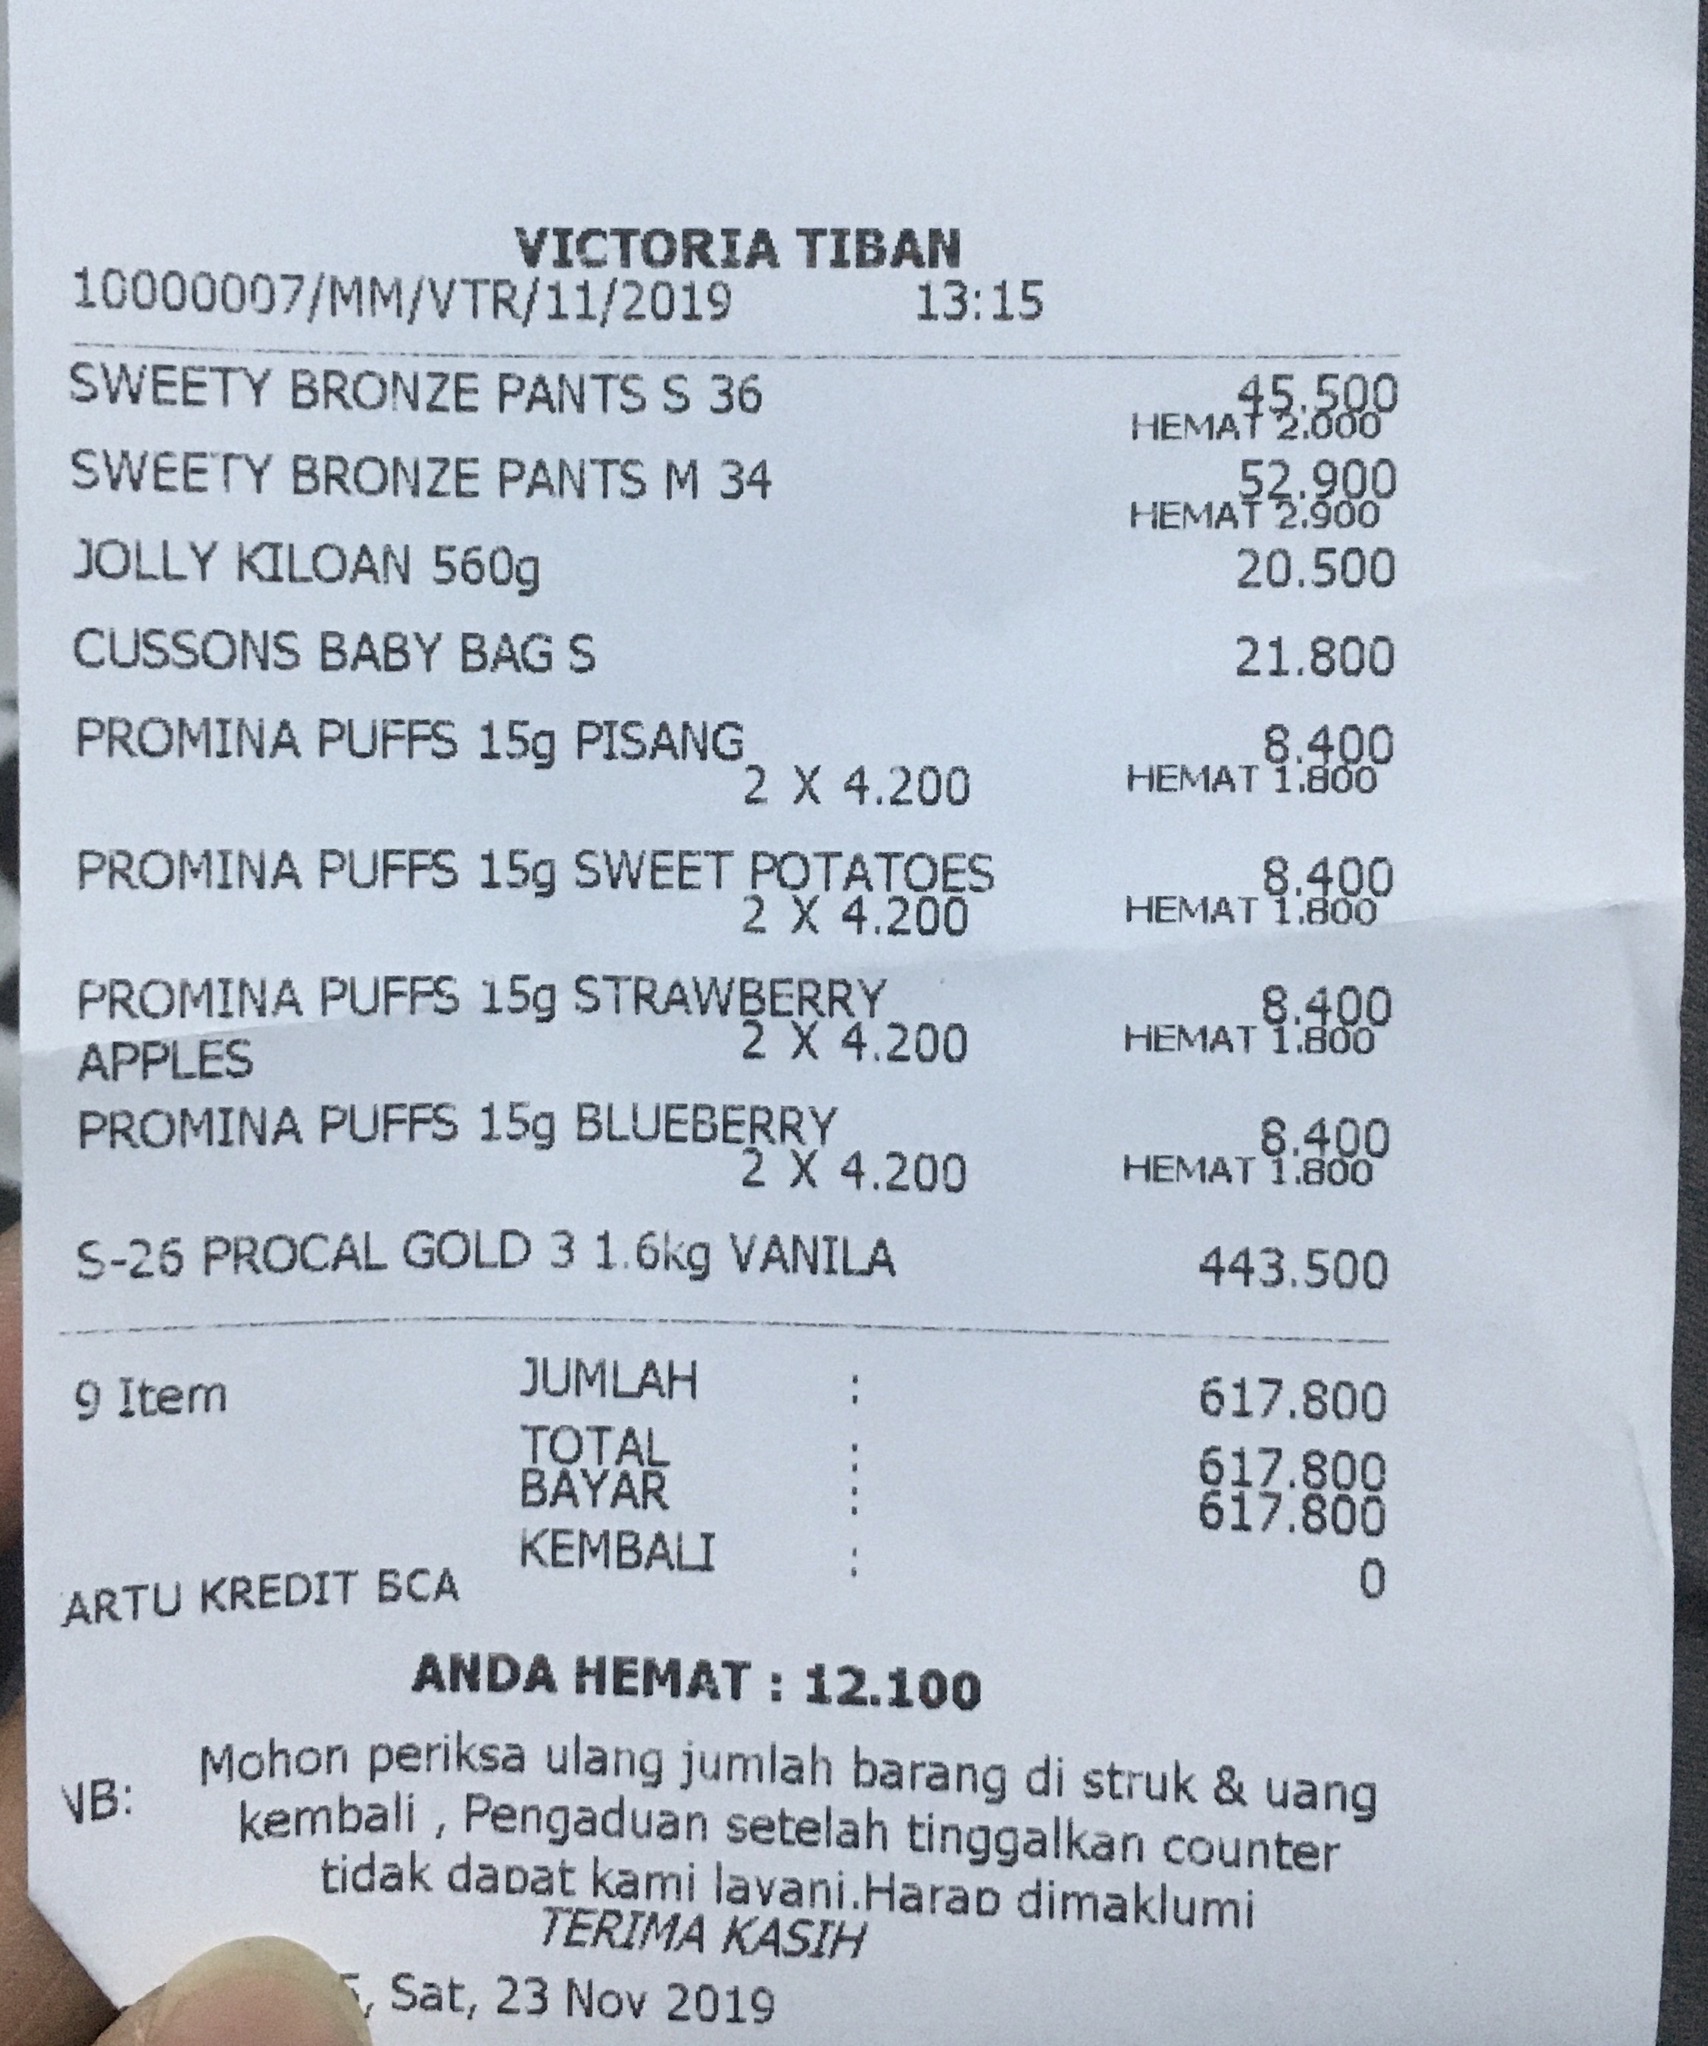 VICTORIA TIBAN
10000007/MM/VTR/11/2019 13:15
SWEETY BRONZE PANTS S 36 45.500
HEMAT 2.000
SWEETY BRONZE PANTS M 34 52.900
HEMAT 2.900
JOLLY KILOAN 560g 20.500
CUSSONS BABY BAG S 21.800
PROMINA PUFFS 15g PISANG 8.400
2 X 4.200 HEMAT 1.800
PROMINA PUFFS 15g SWEET POTATOES 8.400
2 X 4.200 HEMAT 1.800
PROMINA PUFFS 15g STRAWBERRY 8.400
APPLES 2 X 4.200 HEMAT 1.800
PROMINA PUFFS 15g BLUEBERRY 8.400
2 X 4.200 HEMAT 1.800
S-26 PROCAL GOLD 3 1.6kg VANILA 443.500
9 Item JUMLAH : 617.800
TOTAL : 617.800
BAYAR : 617.800
KEMBALI : 0
ARTU KREDIT BCA
ANDA HEMAT : 12.100
NB: Mohon periksa ulang jumlah barang di struk & uang
kembali , Pengaduan setelah tinggalkan counter
tidak dapat kami layani.Harap dimaklumi
TERIMA KASIH
, Sat, 23 Nov 2019